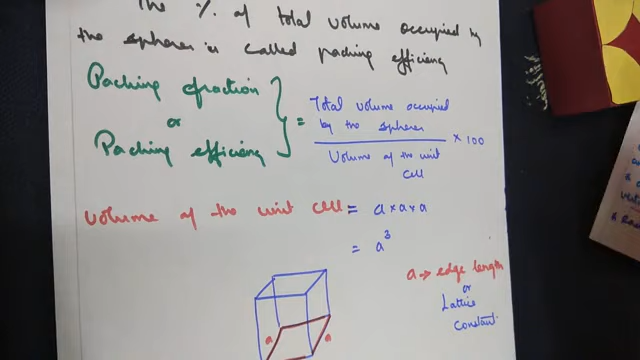 The % of total volume occupied by
the spheres is called packing efficiency
Packing fraction
or
Packing efficiency
= Total volume occupied
by the spheres
× 100
Volume of the unit
cell
Volume of the unit cell = a × a × a
= a³
a → edge length
or
Lattice
constant
a
a